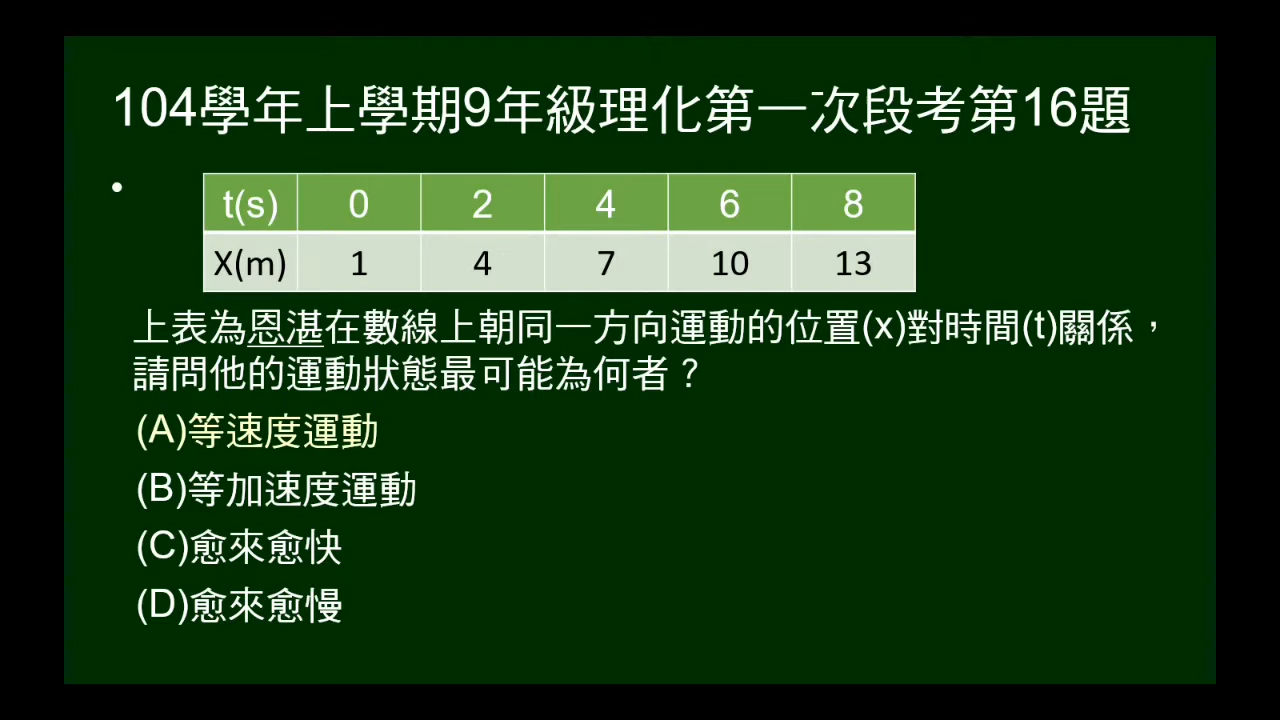 104學年上學期9年級理化第一次段考第16題
•
t(s) 0 2 4 6 8
X(m) 1 4 7 10 13
上表為恩湛在數線上朝同一方向運動的位置(x)對時間(t)關係，
請問他的運動狀態最可能為何者？
(A)等速度運動
(B)等加速度運動
(C)愈來愈快
(D)愈來愈慢